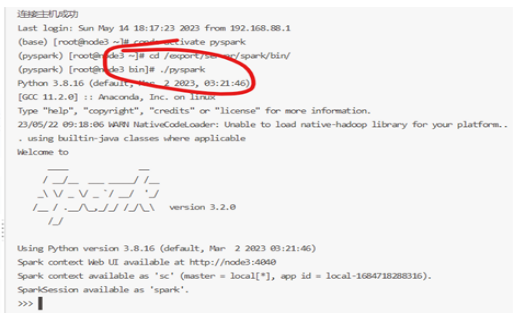 连接主机成功
Last login: Sun May 14 18:17:23 2023 from 192.168.88.1
(base) [root@node3 ~]# conda activate pyspark
(pyspark) [root@node3 ~]# cd /export/server/spark/bin/
(pyspark) [root@node3 bin]# ./pyspark
Python 3.8.16 (default, Mar  2 2023, 03:21:46)
[GCC 11.2.0] :: Anaconda, Inc. on linux
Type "help", "copyright", "credits" or "license" for more information.
23/05/22 09:18:06 WARN NativeCodeLoader: Unable to load native-hadoop library for your platform..
. using builtin-java classes where applicable
Welcome to
version 3.2.0
Using Python version 3.8.16 (default, Mar  2 2023 03:21:46)
Spark context Web UI available at http://node3:4040
Spark context available as 'sc' (master = local[*], app id = local-1684718288316).
SparkSession available as 'spark'.
>>>